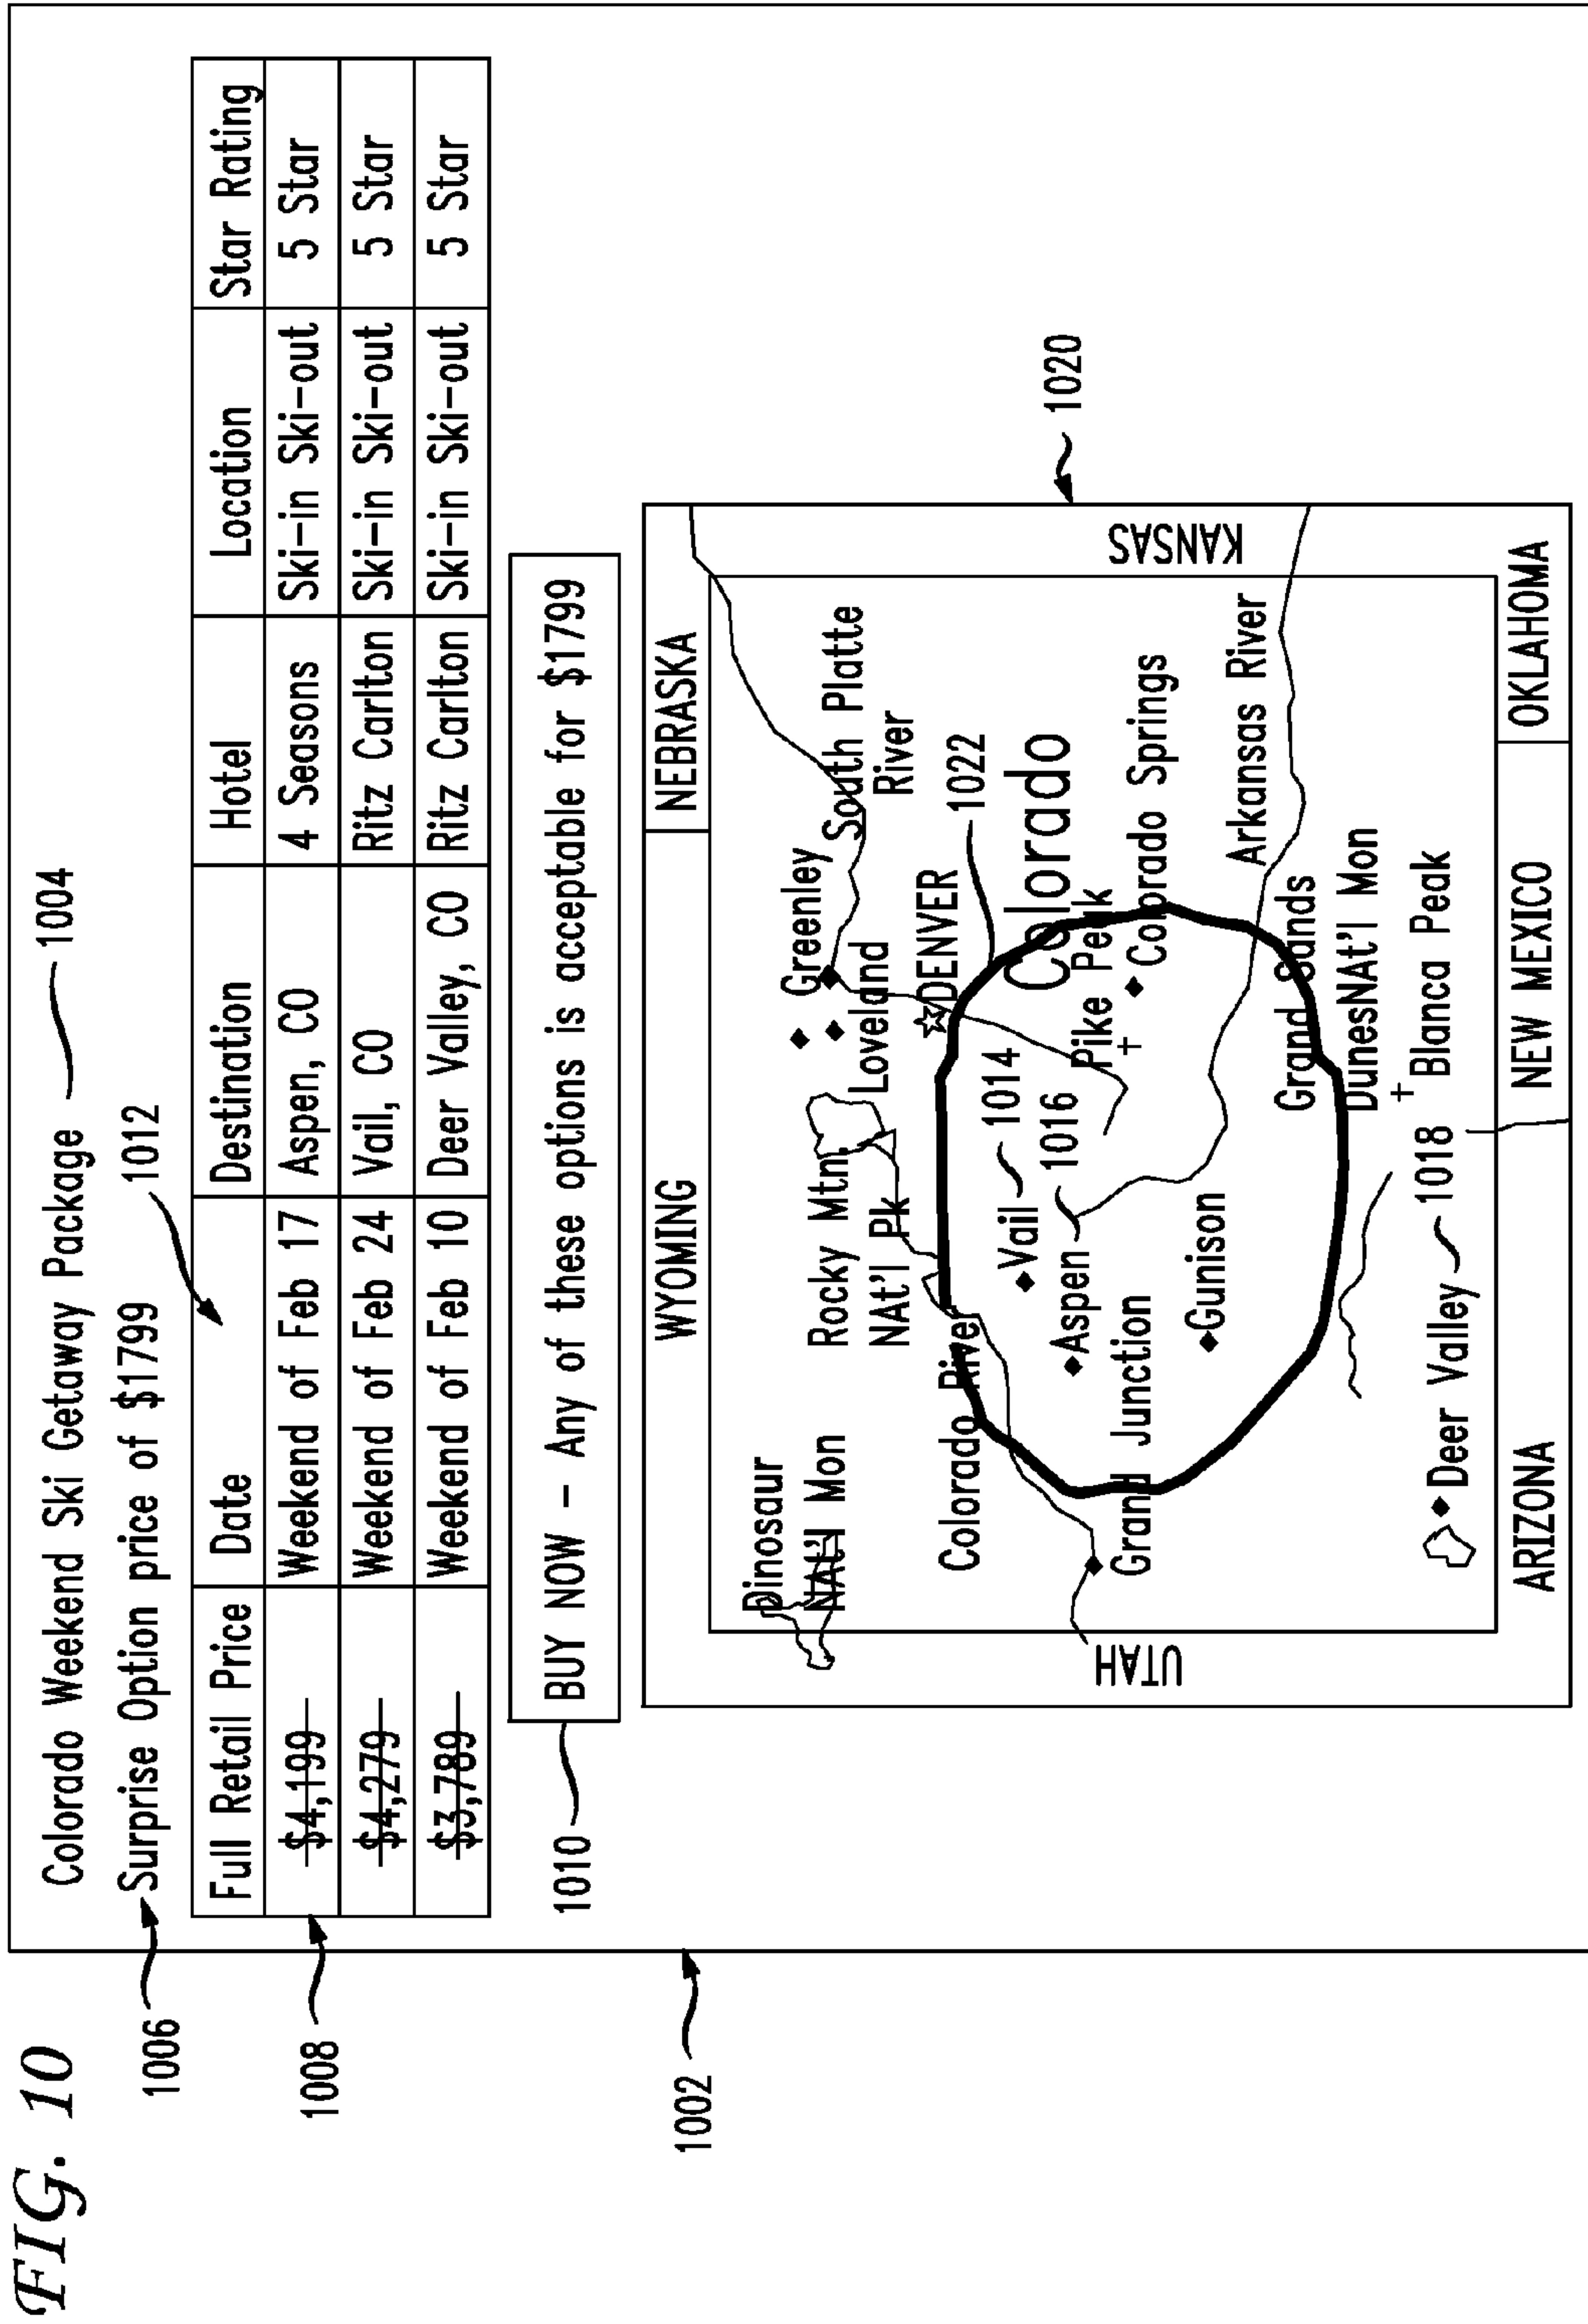 FIG. 10
Colorado Weekend Ski Getaway Package 1004
1006 Surprise Option price of $1799 1012
1008
Full Retail Price Date Destination Hotel Location Star Rating
$4,199 Weekend of Feb 17 Aspen, CO 4 Seasons Ski-in Ski-out 5 Star
$4,279 Weekend of Feb 24 Vail, CO Ritz Carlton Ski-in Ski-out 5 Star
$3,789 Weekend of Feb 10 Deer Valley, CO Ritz Carlton Ski-in Ski-out 5 Star
1010 BUY NOW - Any of these options is acceptable for $1799
1002
1020
WYOMING NEBRASKA
Dinosaur
NAt'l Mon
Rocky Mtn.
NAt'l Pk
Greenley
Loveland
South Platte
River
DENVER
1022
Colorado River
Vail 1014
Colorado
Aspen 1016
Pike Peak
Grand Junction
Colorado Springs
UTAH
KANSAS
Gunison
Arkansas River
Grand Sands
DunesNAt'l Mon
Blanca Peak
Deer Valley 1018
ARIZONA NEW MEXICO OKLAHOMA